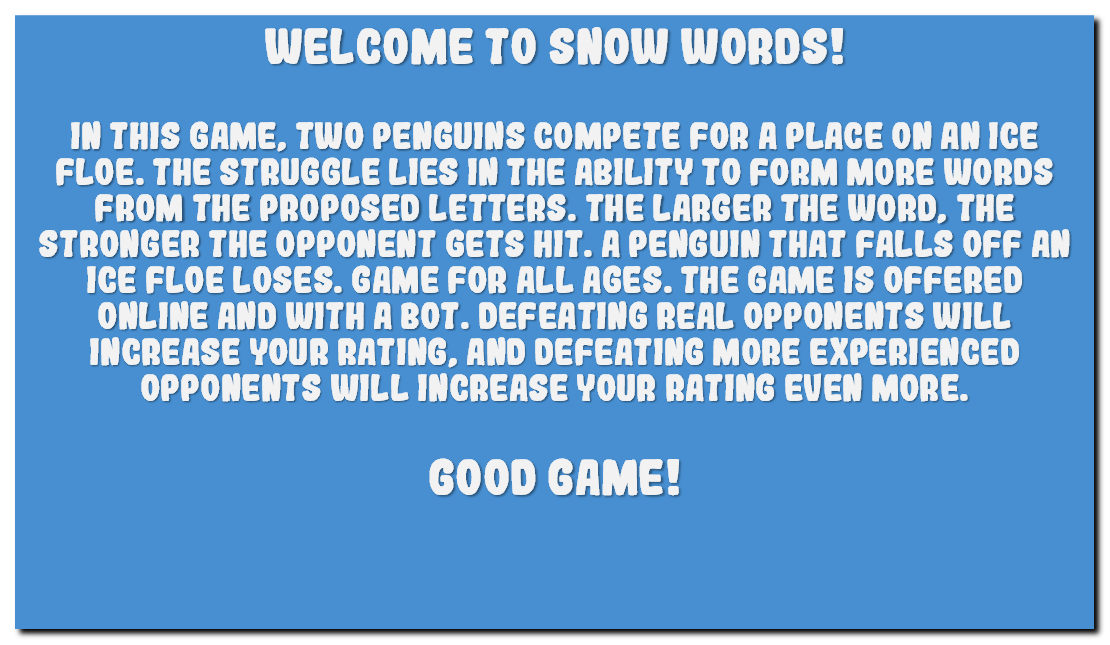 WELCOME TO SNOW WORDS!
IN THIS GAME, TWO PENGUINS COMPETE FOR A PLACE ON AN ICE
FLOE. THE STRUGGLE LIES IN THE ABILITY TO FORM MORE WORDS
FROM THE PROPOSED LETTERS. THE LARGER THE WORD, THE
STRONGER THE OPPONENT GETS HIT. A PENGUIN THAT FALLS OFF AN
ICE FLOE LOSES. GAME FOR ALL AGES. THE GAME IS OFFERED
ONLINE AND WITH A BOT. DEFEATING REAL OPPONENTS WILL
INCREASE YOUR RATING, AND DEFEATING MORE EXPERIENCED
OPPONENTS WILL INCREASE YOUR RATING EVEN MORE.
GOOD GAME!